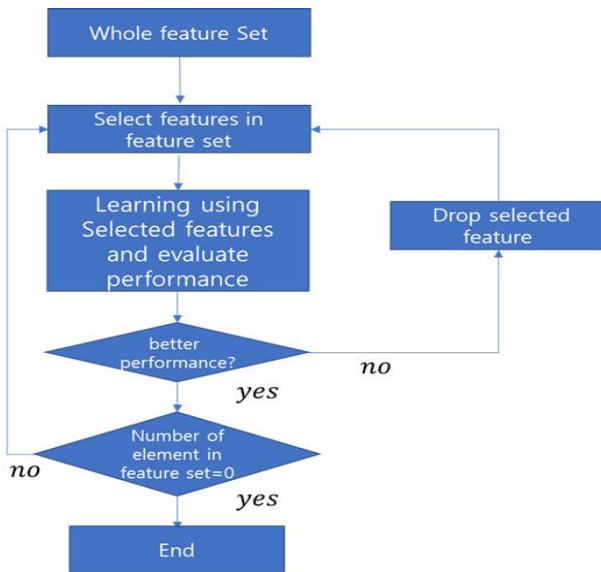 Whole feature Set
Select features in
feature set
Learning using
Selected features
and evaluate
performance
Drop selected
feature
better
performance?
no
yes
Number of
element in
feature set=0
no
yes
End